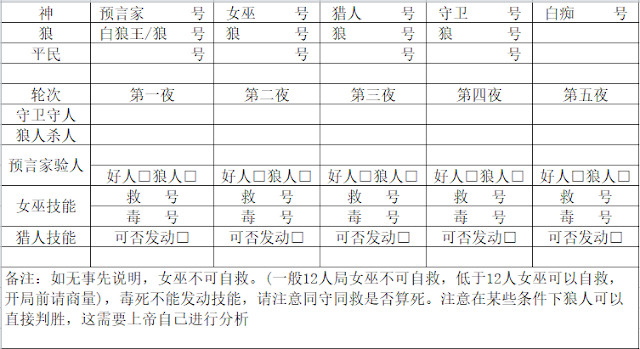 神 预言家 号 女巫 号 猎人 号 守卫 号 白痴 号
狼 白狼王/狼 号 狼 号 狼 号 狼 号
平民 号 号 号 号
轮次 第一夜 第二夜 第三夜 第四夜 第五夜
守卫守人
狼人杀人
预言家验人
好人□狼人□ 好人□狼人□ 好人□狼人□ 好人□狼人□ 好人□狼人□
女巫技能
救 号 救 号 救 号 救 号 救 号
毒 号 毒 号 毒 号 毒 号 毒 号
猎人技能 可否发动□ 可否发动□ 可否发动□ 可否发动□ 可否发动□
备注：如无事先说明，女巫不可自救。(一般12人局女巫不可自救，低于12人女巫可以自救，
开局前请商量)，毒死不能发动技能，请注意同守同救是否算死。注意在某些条件下狼人可以
直接判胜，这需要上帝自己进行分析